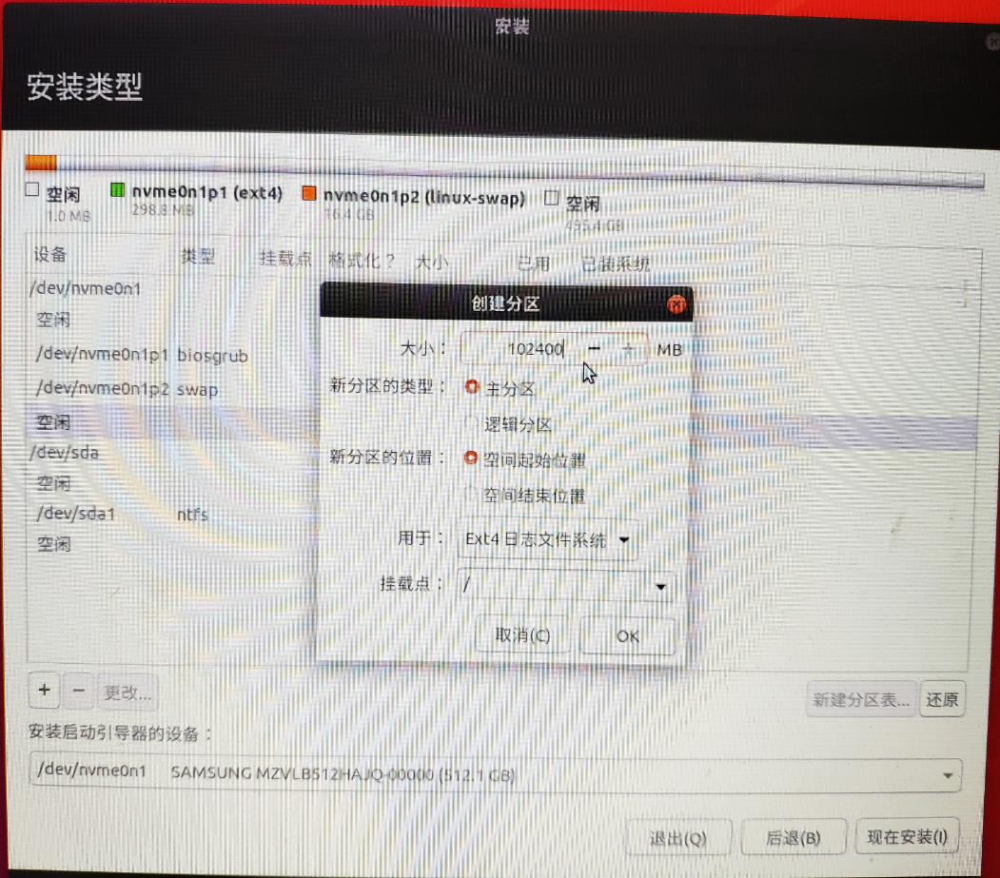 安装
安装类型
空闲 nvme0n1p1 (ext4) nvme0n1p2 (linux-swap) 空闲
1.0 MB 298.8 MB 16.4 GB 495.4 GB
设备 类型 挂载点 格式化？ 大小 已用 已装系统
/dev/nvme0n1
空闲
/dev/nvme0n1p1 biosgrub
/dev/nvme0n1p2 swap
空闲
/dev/sda
空闲
/dev/sda1 ntfs
空闲
创建分区
大小： 102400 − + MB
新分区的类型： 主分区
逻辑分区
新分区的位置： 空间起始位置
空间结束位置
用于： Ext4 日志文件系统
挂载点： /
取消(C) OK
+ − 更改... 新建分区表... 还原
安装启动引导器的设备：
/dev/nvme0n1 SAMSUNG MZVLB512HAJQ-00000 (512.1 GB)
退出(Q) 后退(B) 现在安装(I)